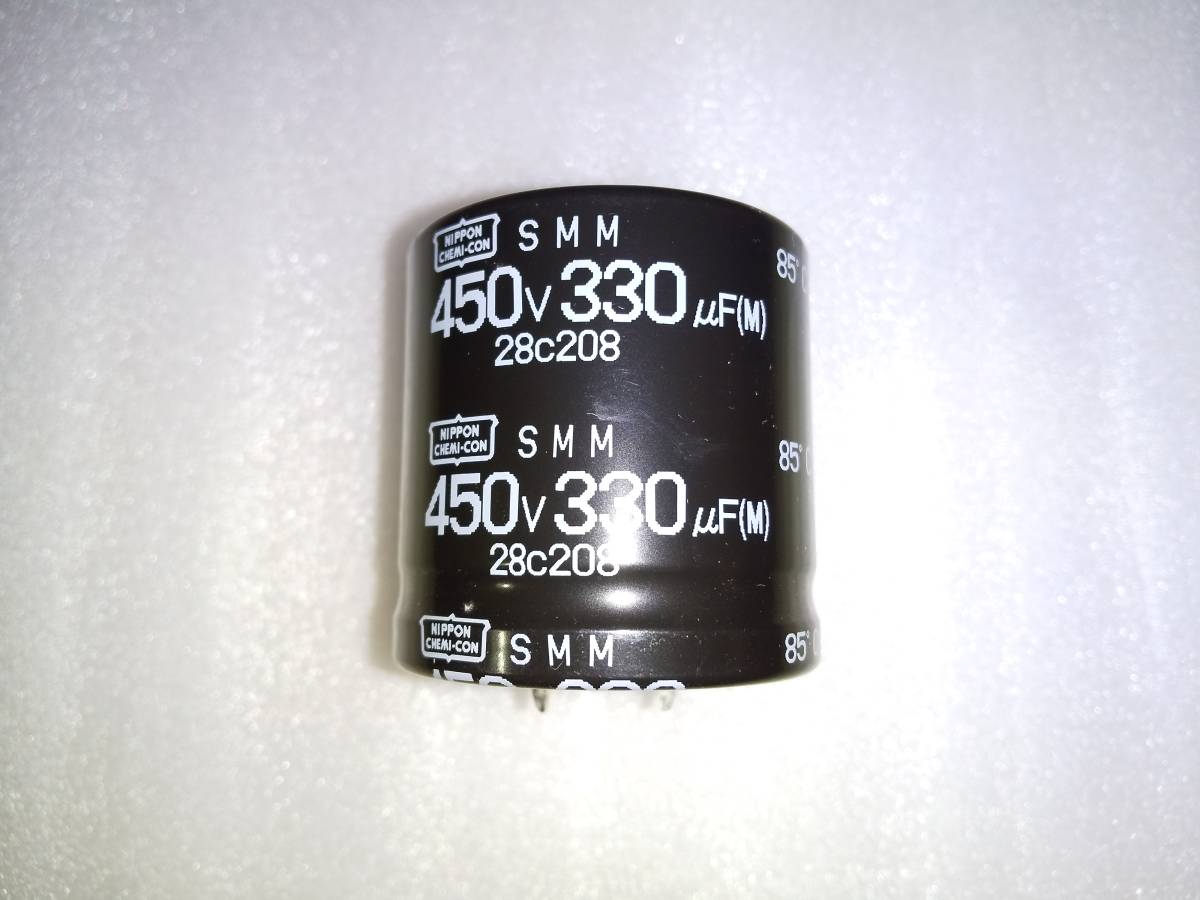 NIPPON
CHEMI-CON
SMM
85°
450V 330 µF(M)
28c208
NIPPON
CHEMI-CON
SMM
85°
450V 330 µF(M)
28c208
NIPPON
CHEMI-CON
SMM
85°